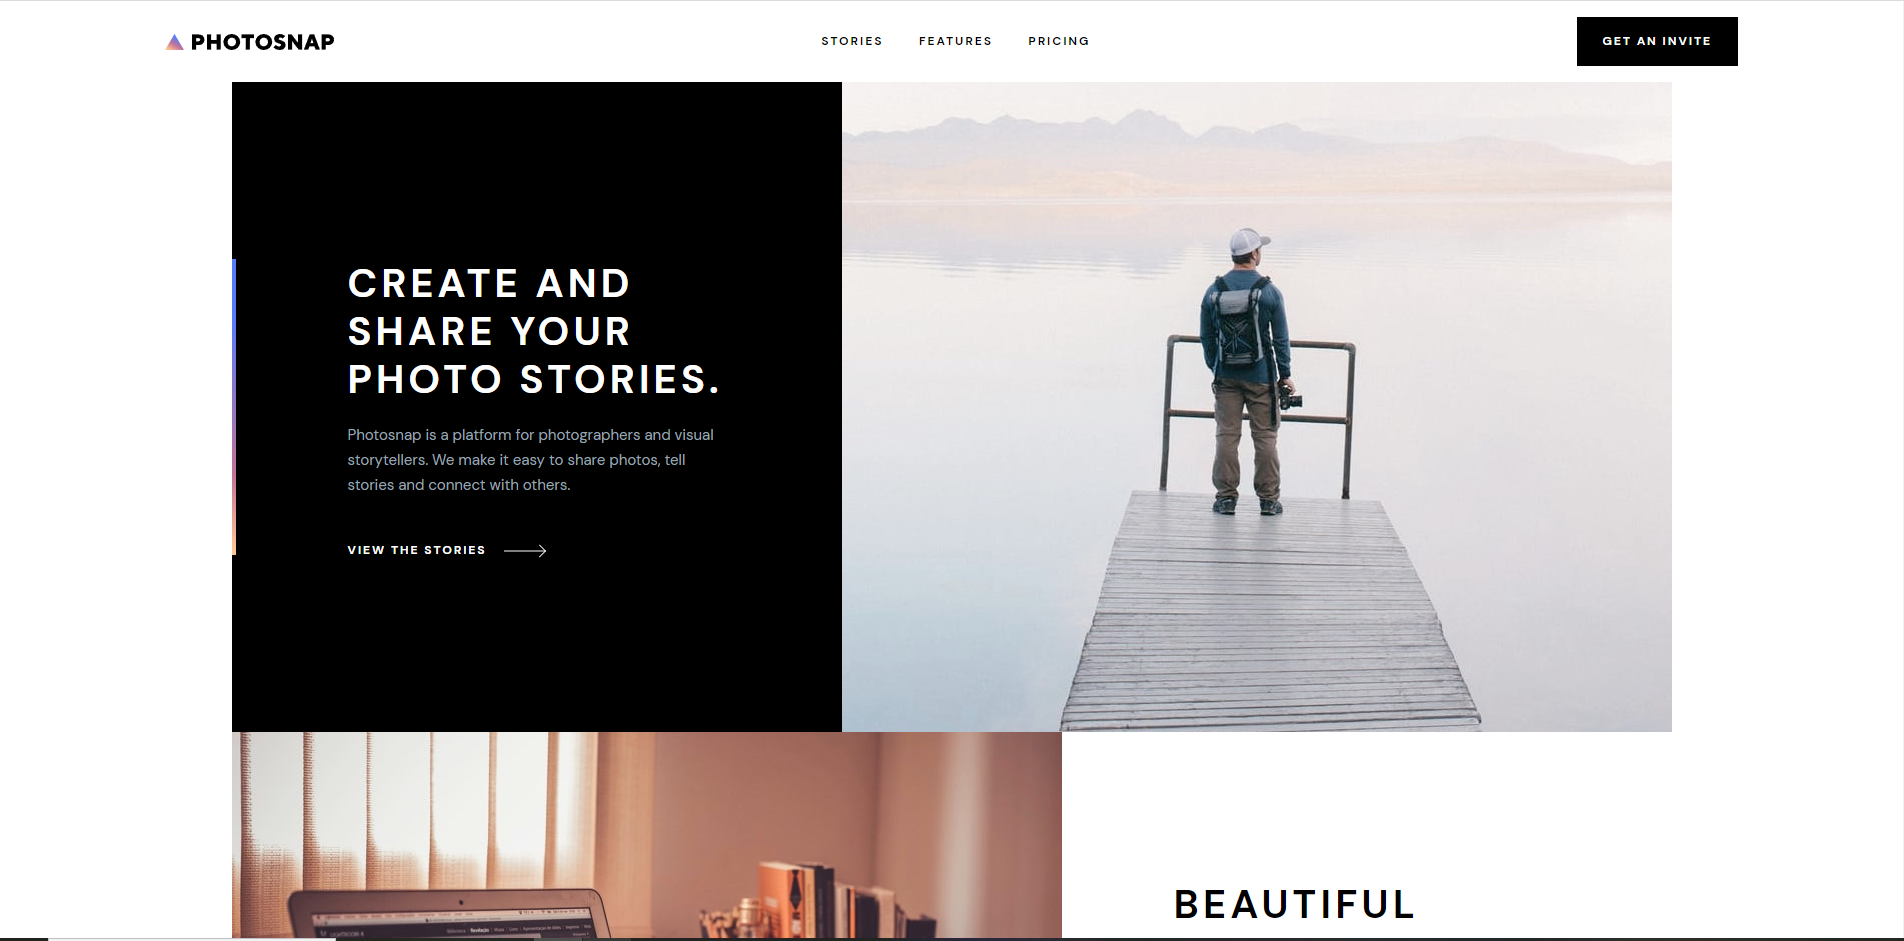 PHOTOSNAP
STORIES FEATURES PRICING
GET AN INVITE
CREATE AND
SHARE YOUR
PHOTO STORIES.
Photosnap is a platform for photographers and visual
storytellers. We make it easy to share photos, tell
stories and connect with others.
VIEW THE STORIES
BEAUTIFUL